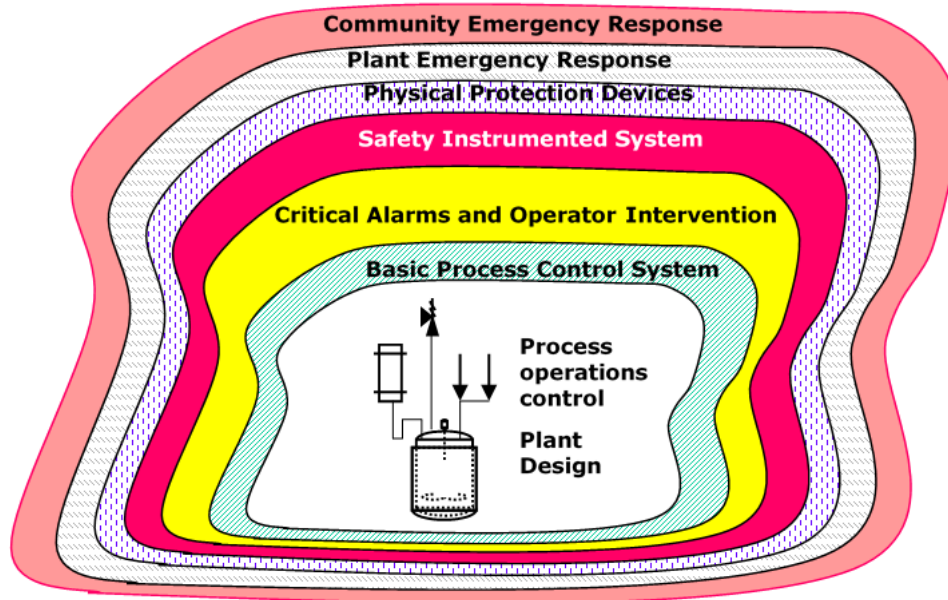 Community Emergency Response
Plant Emergency Response
Physical Protection Devices
Safety Instrumented System
Critical Alarms and Operator Intervention
Basic Process Control System
Process
operations
control
Plant
Design